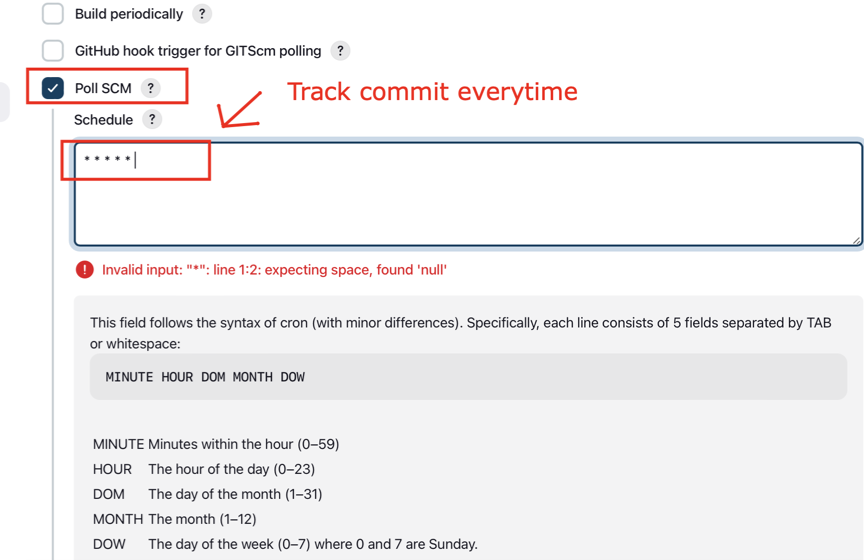 Build periodically ?
GitHub hook trigger for GITScm polling ?
Poll SCM ?
Track commit everytime
Schedule ?
* * * * *
! Invalid input: "*": line 1:2: expecting space, found 'null'
This field follows the syntax of cron (with minor differences). Specifically, each line consists of 5 fields separated by TAB
or whitespace:
MINUTE HOUR DOM MONTH DOW
MINUTE Minutes within the hour (0–59)
HOUR The hour of the day (0–23)
DOM The day of the month (1–31)
MONTH The month (1–12)
DOW The day of the week (0–7) where 0 and 7 are Sunday.